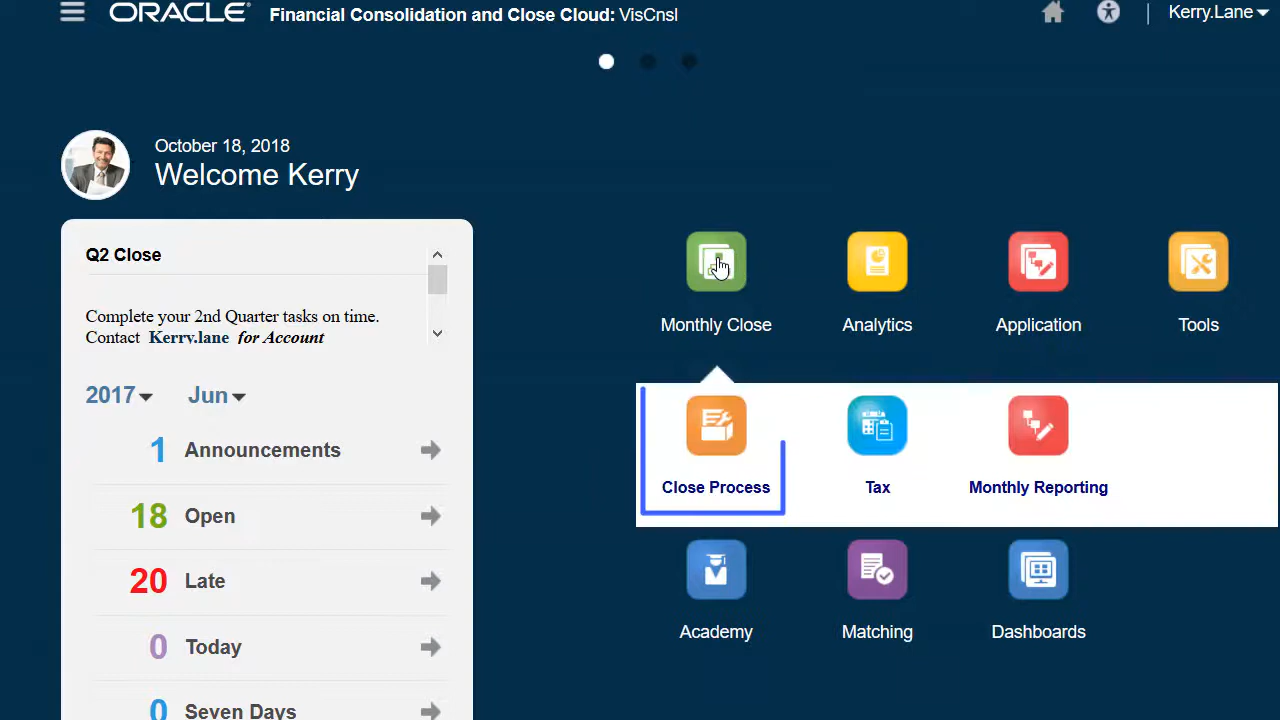 ORACLE Financial Consolidation and Close Cloud: VisCnsl Kerry.Lane
October 18, 2018
Welcome Kerry
Q2 Close
Complete your 2nd Quarter tasks on time.
Contact Kerry.lane for Account
2017 Jun
1 Announcements
18 Open
20 Late
0 Today
0 Seven Days
Monthly Close Analytics Application Tools
Close Process Tax Monthly Reporting
Academy Matching Dashboards